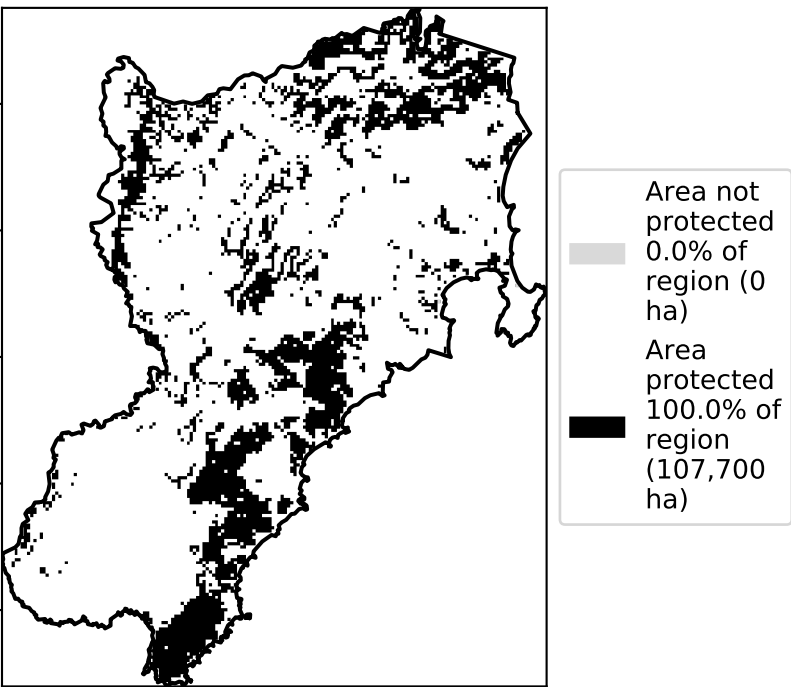 Area not
protected
0.0% of
region (0
ha)
Area
protected
100.0% of
region
(107,700
ha)